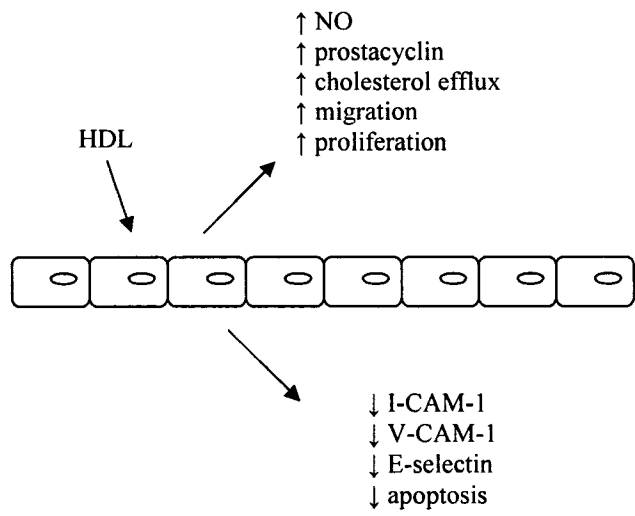 ↑ NO
↑ prostacyclin
↑ cholesterol efflux
↑ migration
↑ proliferation
HDL
↓ I-CAM-1
↓ V-CAM-1
↓ E-selectin
↓ apoptosis